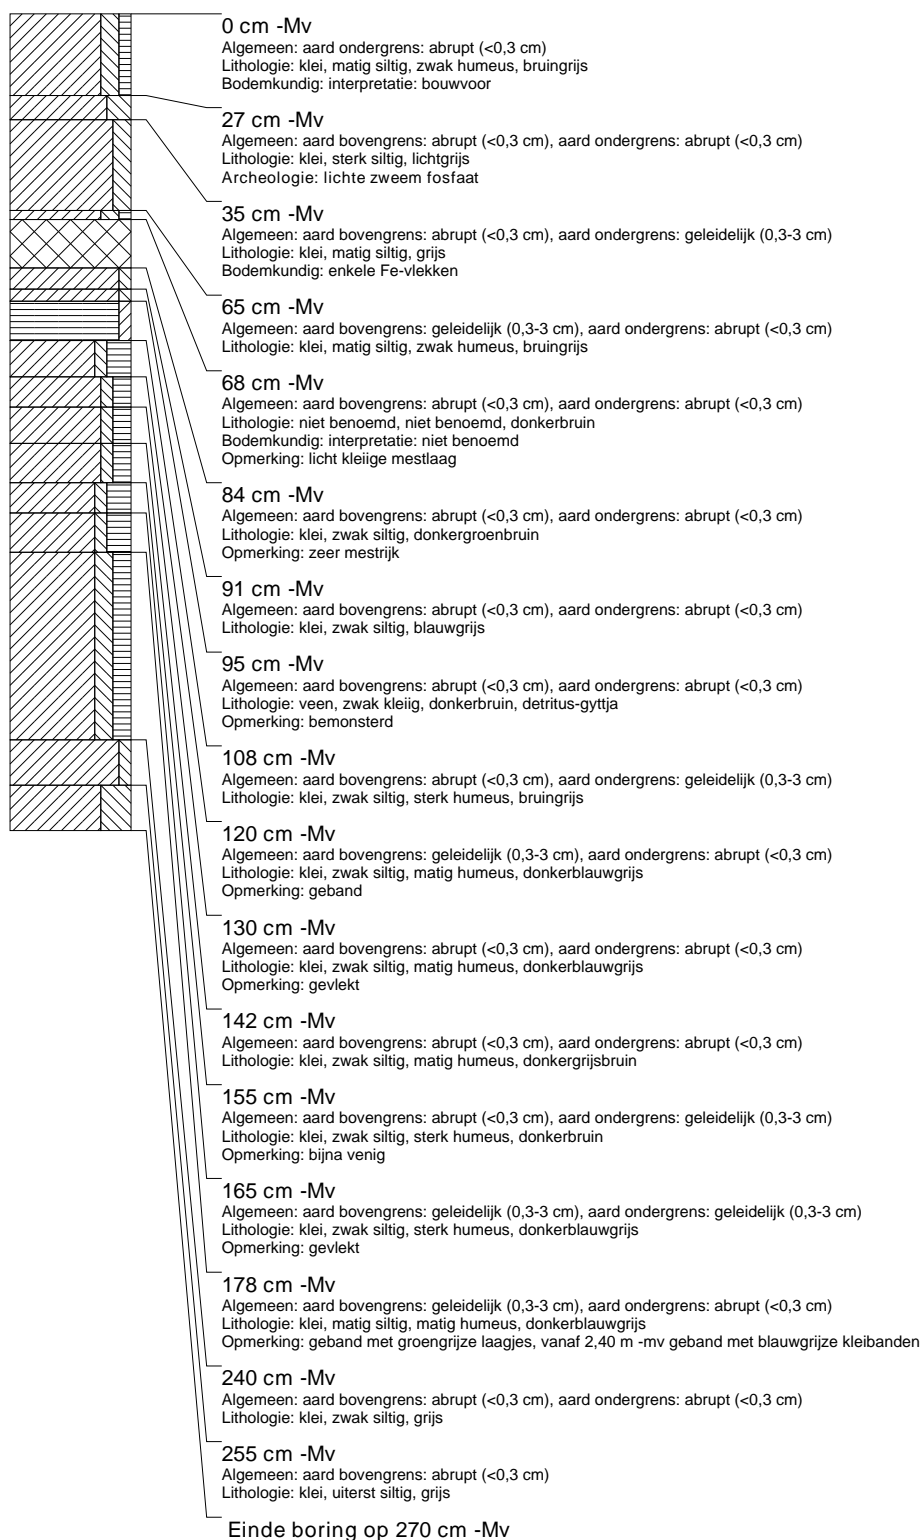 0 cm -Mv
Algemeen: aard ondergrens: abrupt (<0,3 cm)
Lithologie: klei, matig siltig, zwak humeus, bruingrijs
Bodemkundig: interpretatie: bouwvoor
27 cm -Mv
Algemeen: aard bovengrens: abrupt (<0,3 cm), aard ondergrens: abrupt (<0,3 cm)
Lithologie: klei, sterk siltig, lichtgrijs
Archeologie: lichte zweem fosfaat
35 cm -Mv
Algemeen: aard bovengrens: abrupt (<0,3 cm), aard ondergrens: geleidelijk (0,3-3 cm)
Lithologie: klei, matig siltig, grijs
Bodemkundig: enkele Fe-vlekken
65 cm -Mv
Algemeen: aard bovengrens: geleidelijk (0,3-3 cm), aard ondergrens: abrupt (<0,3 cm)
Lithologie: klei, matig siltig, zwak humeus, bruingrijs
68 cm -Mv
Algemeen: aard bovengrens: abrupt (<0,3 cm), aard ondergrens: abrupt (<0,3 cm)
Lithologie: niet benoemd, niet benoemd, donkerbruin
Bodemkundig: interpretatie: niet benoemd
Opmerking: licht kleiige mestlaag
84 cm -Mv
Algemeen: aard bovengrens: abrupt (<0,3 cm), aard ondergrens: abrupt (<0,3 cm)
Lithologie: klei, zwak siltig, donkergroenbruin
Opmerking: zeer mestrijk
91 cm -Mv
Algemeen: aard bovengrens: abrupt (<0,3 cm), aard ondergrens: abrupt (<0,3 cm)
Lithologie: klei, zwak siltig, blauwgrijs
95 cm -Mv
Algemeen: aard bovengrens: abrupt (<0,3 cm), aard ondergrens: abrupt (<0,3 cm)
Lithologie: veen, zwak kleiig, donkerbruin, detritus-gyttja
Opmerking: bemonsterd
108 cm -Mv
Algemeen: aard bovengrens: abrupt (<0,3 cm), aard ondergrens: geleidelijk (0,3-3 cm)
Lithologie: klei, zwak siltig, sterk humeus, bruingrijs
120 cm -Mv
Algemeen: aard bovengrens: geleidelijk (0,3-3 cm), aard ondergrens: abrupt (<0,3 cm)
Lithologie: klei, zwak siltig, matig humeus, donkerblauwgrijs
Opmerking: geband
130 cm -Mv
Algemeen: aard bovengrens: abrupt (<0,3 cm), aard ondergrens: abrupt (<0,3 cm)
Lithologie: klei, zwak siltig, matig humeus, donkerblauwgrijs
Opmerking: gevlekt
142 cm -Mv
Algemeen: aard bovengrens: abrupt (<0,3 cm), aard ondergrens: abrupt (<0,3 cm)
Lithologie: klei, zwak siltig, matig humeus, donkergrijsbruin
155 cm -Mv
Algemeen: aard bovengrens: abrupt (<0,3 cm), aard ondergrens: geleidelijk (0,3-3 cm)
Lithologie: klei, zwak siltig, sterk humeus, donkerbruin
Opmerking: bijna venig
165 cm -Mv
Algemeen: aard bovengrens: geleidelijk (0,3-3 cm), aard ondergrens: geleidelijk (0,3-3 cm)
Lithologie: klei, zwak siltig, sterk humeus, donkerblauwgrijs
Opmerking: gevlekt
178 cm -Mv
Algemeen: aard bovengrens: geleidelijk (0,3-3 cm), aard ondergrens: abrupt (<0,3 cm)
Lithologie: klei, matig siltig, matig humeus, donkerblauwgrijs
Opmerking: geband met groengrijze laagjes, vanaf 2,40 m -mv geband met blauwgrijze kleibanden
240 cm -Mv
Algemeen: aard bovengrens: abrupt (<0,3 cm), aard ondergrens: abrupt (<0,3 cm)
Lithologie: klei, zwak siltig, grijs
255 cm -Mv
Algemeen: aard bovengrens: abrupt (<0,3 cm)
Lithologie: klei, uiterst siltig, grijs
Einde boring op 270 cm -Mv